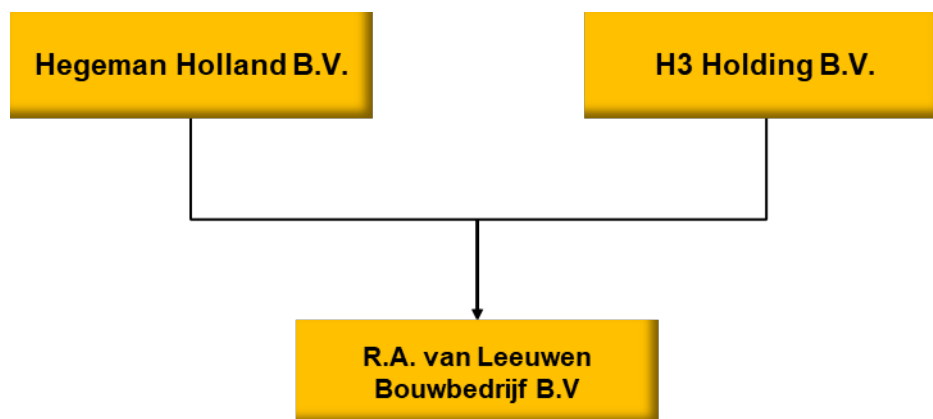 Hegeman Holland B.V.
H3 Holding B.V.
R.A. van Leeuwen
Bouwbedrijf B.V